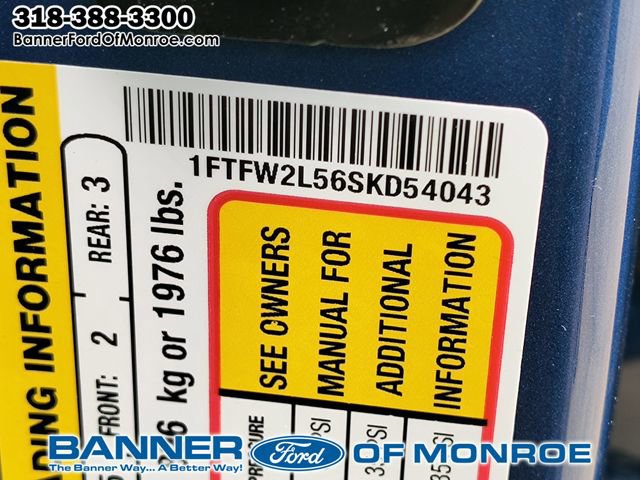 318-388-3300
BannerFordOfMonroe.com
1FTFW2L56SKD54043
ING INFORMATION
REAR: 3
FRONT: 2
kg or 1976 lbs.
SEE OWNERS
MANUAL FOR
ADDITIONAL
INFORMATION
BANNER Ford OF MONROE
The Banner Way... A Better Way!